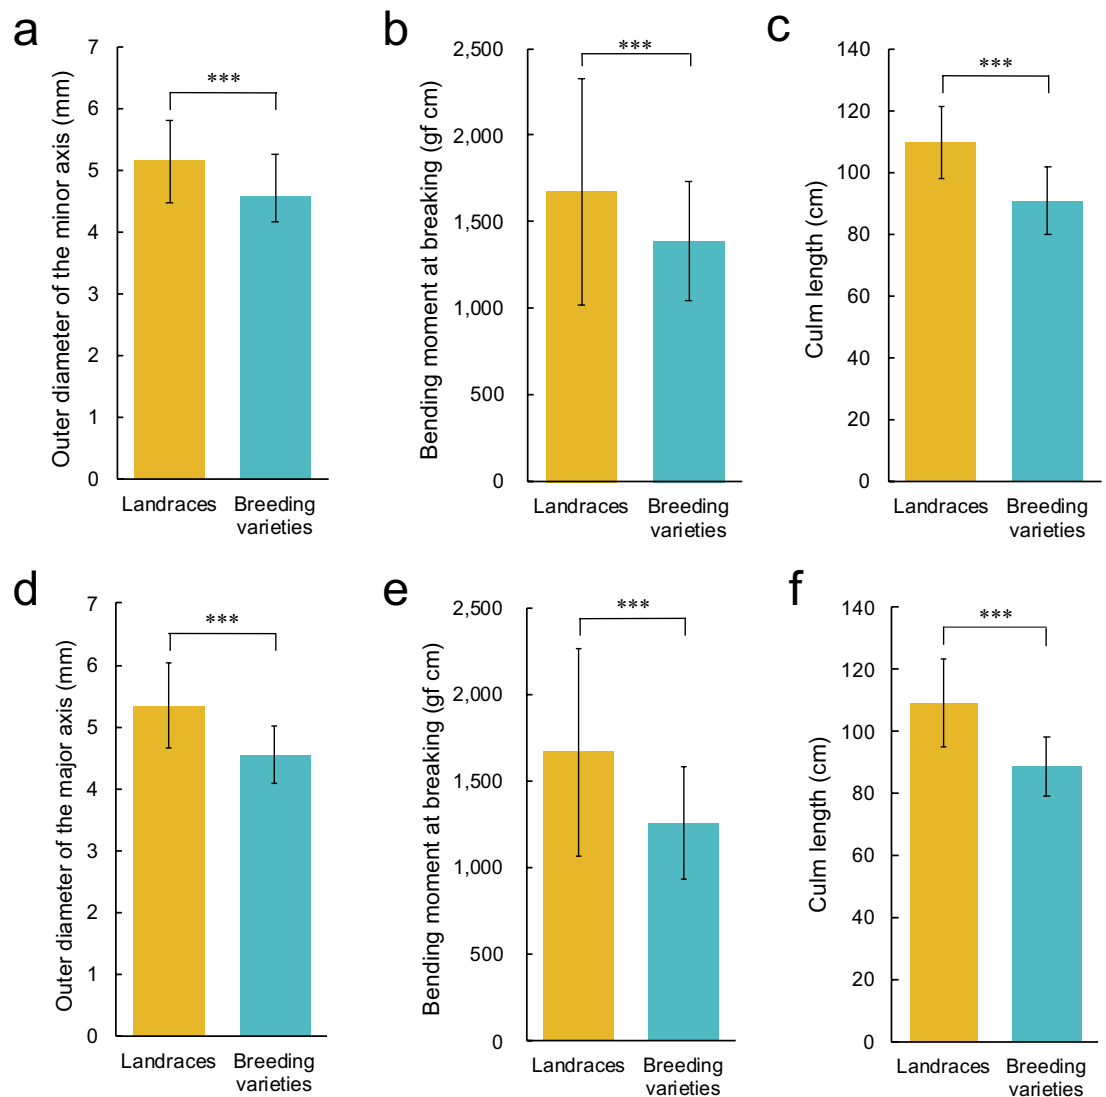 a
Outer diameter of the minor axis (mm)
7
6
5
4
3
2
1
0
***
Landraces
Breeding
varieties
b
Bending moment at breaking (gf cm)
2,500
2,000
1,500
1,000
500
0
***
Landraces
Breeding
varieties
c
Culm length (cm)
140
120
100
80
60
40
20
0
***
Landraces
Breeding
varieties
d
Outer diameter of the major axis (mm)
7
6
5
4
3
2
1
0
***
Landraces
Breeding
varieties
e
Bending moment at breaking (gf cm)
2,500
2,000
1,500
1,000
500
0
***
Landraces
Breeding
varieties
f
Culm length (cm)
140
120
100
80
60
40
20
0
***
Landraces
Breeding
varieties